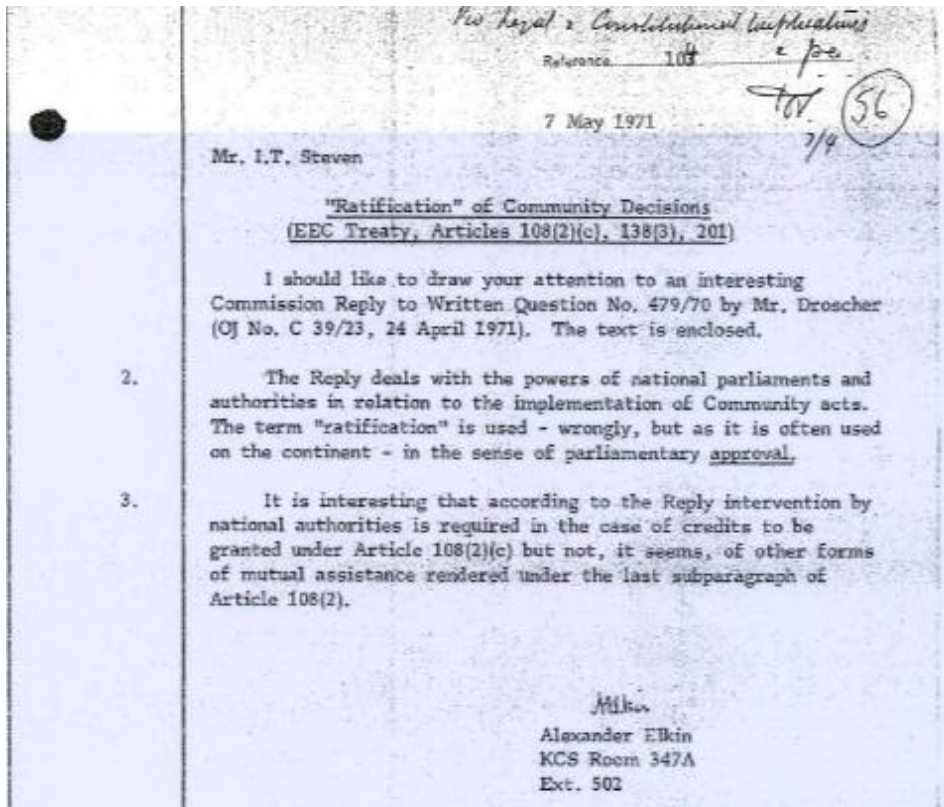 Legal & Constitutional Implications
Reference 104
& pa
56
7 May 1971
7/4
Mr. I.T. Steven
"Ratification" of Community Decisions
(EEC Treaty, Articles 108(2)(c), 138(3), 201)
I should like to draw your attention to an interesting
Commission Reply to Written Question No. 479/70 by Mr. Droscher
(OJ No. C 39/23, 24 April 1971). The text is enclosed.
2. The Reply deals with the powers of national parliaments and
authorities in relation to the implementation of Community acts.
The term "ratification" is used - wrongly, but as it is often used
on the continent - in the sense of parliamentary approval.
3. It is interesting that according to the Reply intervention by
national authorities is required in the case of credits to be
granted under Article 108(2)(c) but not, it seems, of other forms
of mutual assistance rendered under the last subparagraph of
Article 108(2).
Alexander Elkin
KCS Room 347A
Ext. 502